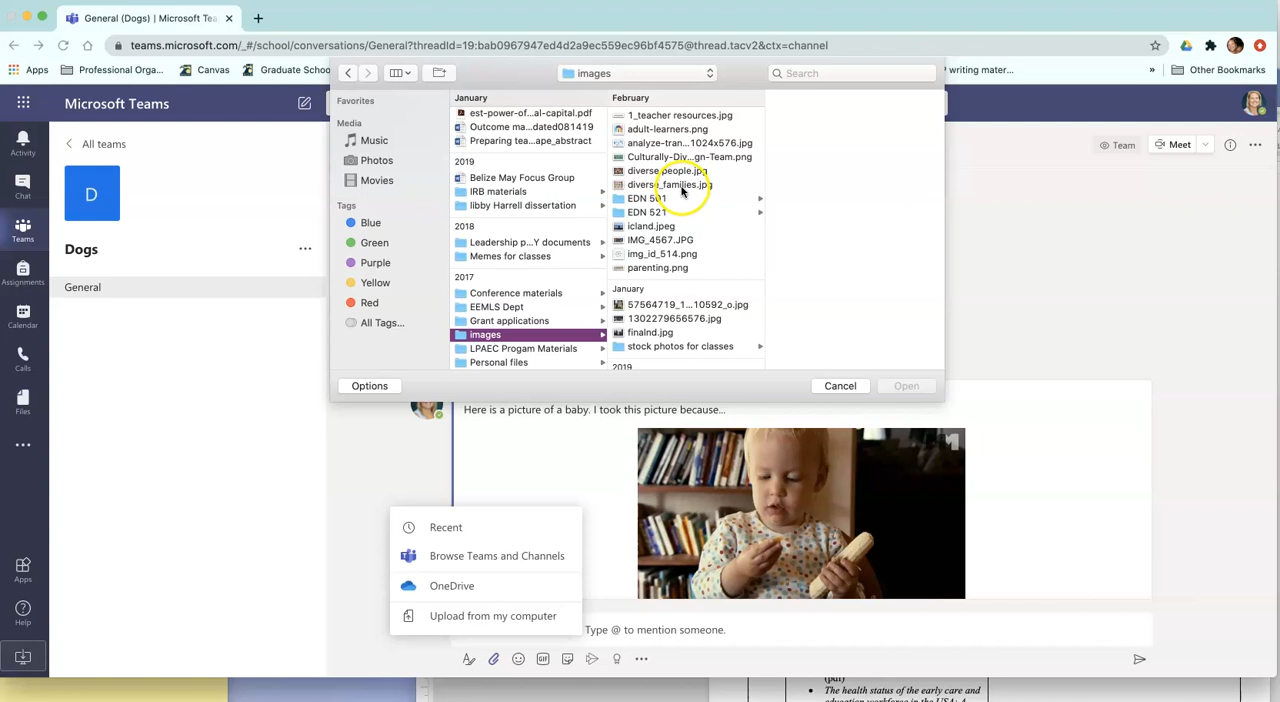 General (Dogs) | Microsoft Tea
teams.microsoft.com/_#/school/conversations/General?threadId=19:bab0967947ed4d2a9ec559ec96bf4575@thread.tacv2&ctx=channel
Apps
Professional Orga...
Canvas
Graduate Schoo
writing mater...
»
Other Bookmarks
Microsoft Teams
Activity
Chat
Teams
Assignments
Calendar
Calls
Files
Apps
Help
All teams
D
Dogs
General
Team
Meet
images
Search
Favorites
Media
Music
Photos
Movies
Tags
Blue
Green
Purple
Yellow
Red
All Tags...
January
est-power-of...al-capital.pdf
Outcome ma...dated081419
Preparing tea...ape_abstract
2019
Belize May Focus Group
IRB materials
libby Harrell dissertation
2018
Leadership p...Y documents
Memes for classes
2017
Conference materials
EEMLS Dept
Grant applications
images
LPAEC Progam Materials
Personal files
February
1_teacher resources.jpg
adult-learners.png
analyze-tran...1024x576.jpg
Culturally-Div...gn-Team.png
diverse people.jpg
diverse_families.jpg
EDN 501
EDN 521
icland.jpeg
IMG_4567.JPG
img_id_514.png
parenting.png
January
57564719_1...10592_o.jpg
1302279656576.jpg
finalnd.jpg
stock photos for classes
2019
Options
Cancel
Open
Here is a picture of a baby. I took this picture because...
Recent
Browse Teams and Channels
OneDrive
Upload from my computer
Type @ to mention someone.
GIF
(pdf)
The health status of the early care and
education workforce in the USA: A